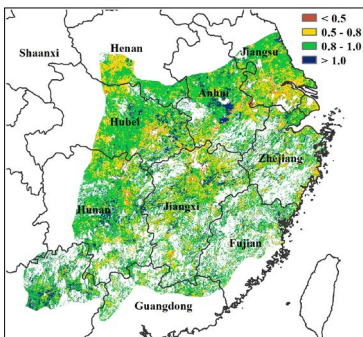 Henan
Shaanxi
Jiangsu
Anhui
Hubei
Zhejiang
Hunan
Jiangxi
Fujian
Guangdong
< 0.5
0.5 - 0.8
0.8 - 1.0
> 1.0